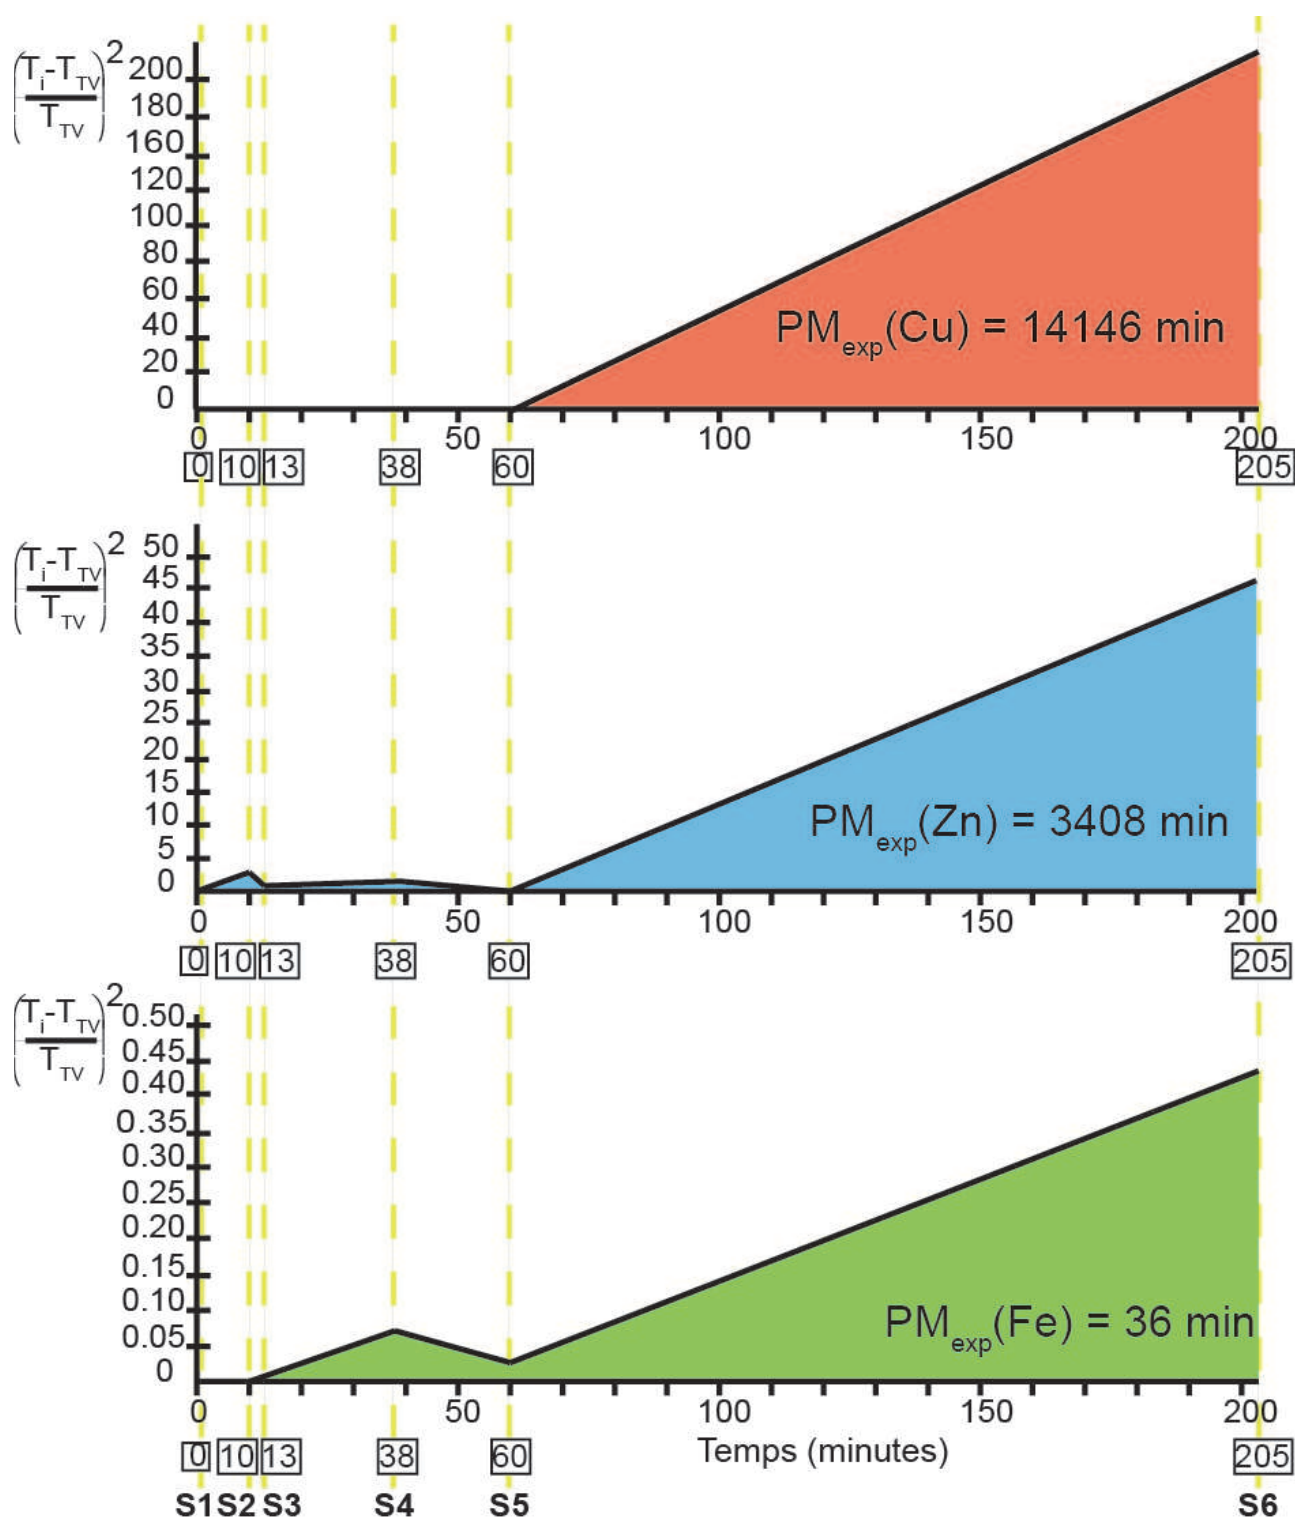 (Ti-TTV/TTV)2
200
180
160
120
100
80
60
40
20
0
PMexp(Cu) = 14146 min
0 50 100 150 200
0 10 13 38 60 205
(Ti-TTV/TTV)2
50
45
40
35
30
25
20
15
10
5
0
PMexp(Zn) = 3408 min
0 50 100 150 200
0 10 13 38 60 205
(Ti-TTV/TTV)2
0.50
0.45
0.40
0.35
0.30
0.25
0.20
0.15
0.10
0.05
0
PMexp(Fe) = 36 min
0 50 100 150 200
Temps (minutes)
0 10 13 38 60 205
S1 S2 S3 S4 S5 S6